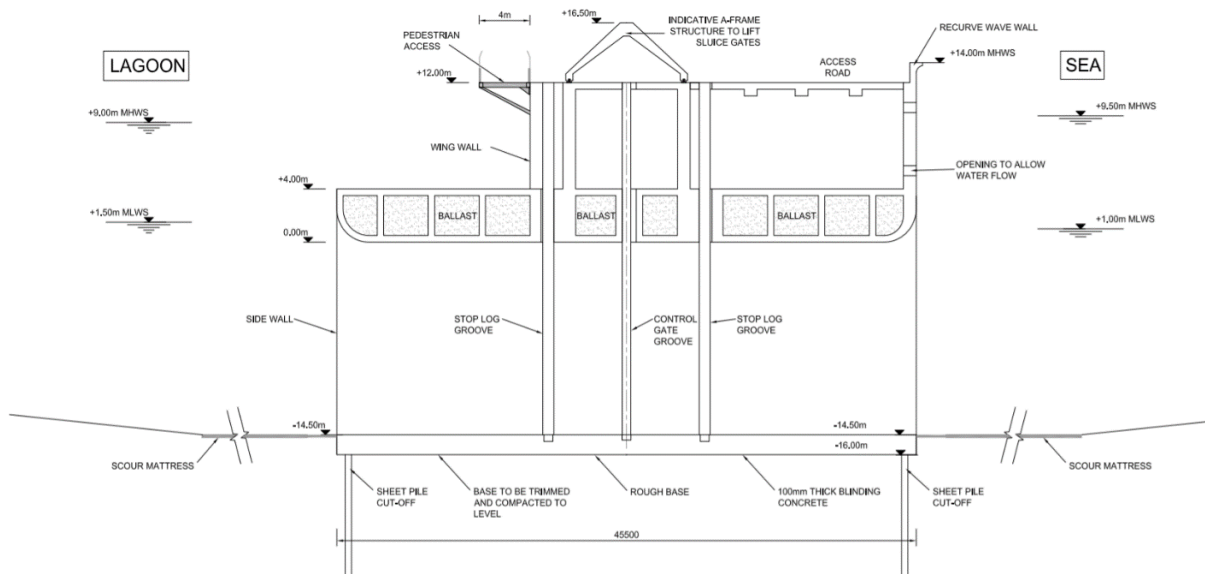 4m
+16.50m
INDICATIVE A-FRAME
STRUCTURE TO LIFT
SLUICE GATES
RECURVE WAVE WALL
PEDESTRIAN
ACCESS
LAGOON
+12.00m
ACCESS
ROAD
+14.00m MHWS
SEA
+9.00m MHWS
+9.50m MHWS
WING WALL
OPENING TO ALLOW
WATER FLOW
+4.00m
+1.50m MLWS
BALLAST
BALLAST
BALLAST
+1.00m MLWS
0.00m
SIDE WALL
STOP LOG
GROOVE
CONTROL
GATE
GROOVE
STOP LOG
GROOVE
-14.50m
-14.50m
-16.00m
SCOUR MATTRESS
SCOUR MATTRESS
SHEET PILE
CUT-OFF
BASE TO BE TRIMMED
AND COMPACTED TO
LEVEL
ROUGH BASE
100mm THICK BLINDING
CONCRETE
SHEET PILE
CUT-OFF
45500